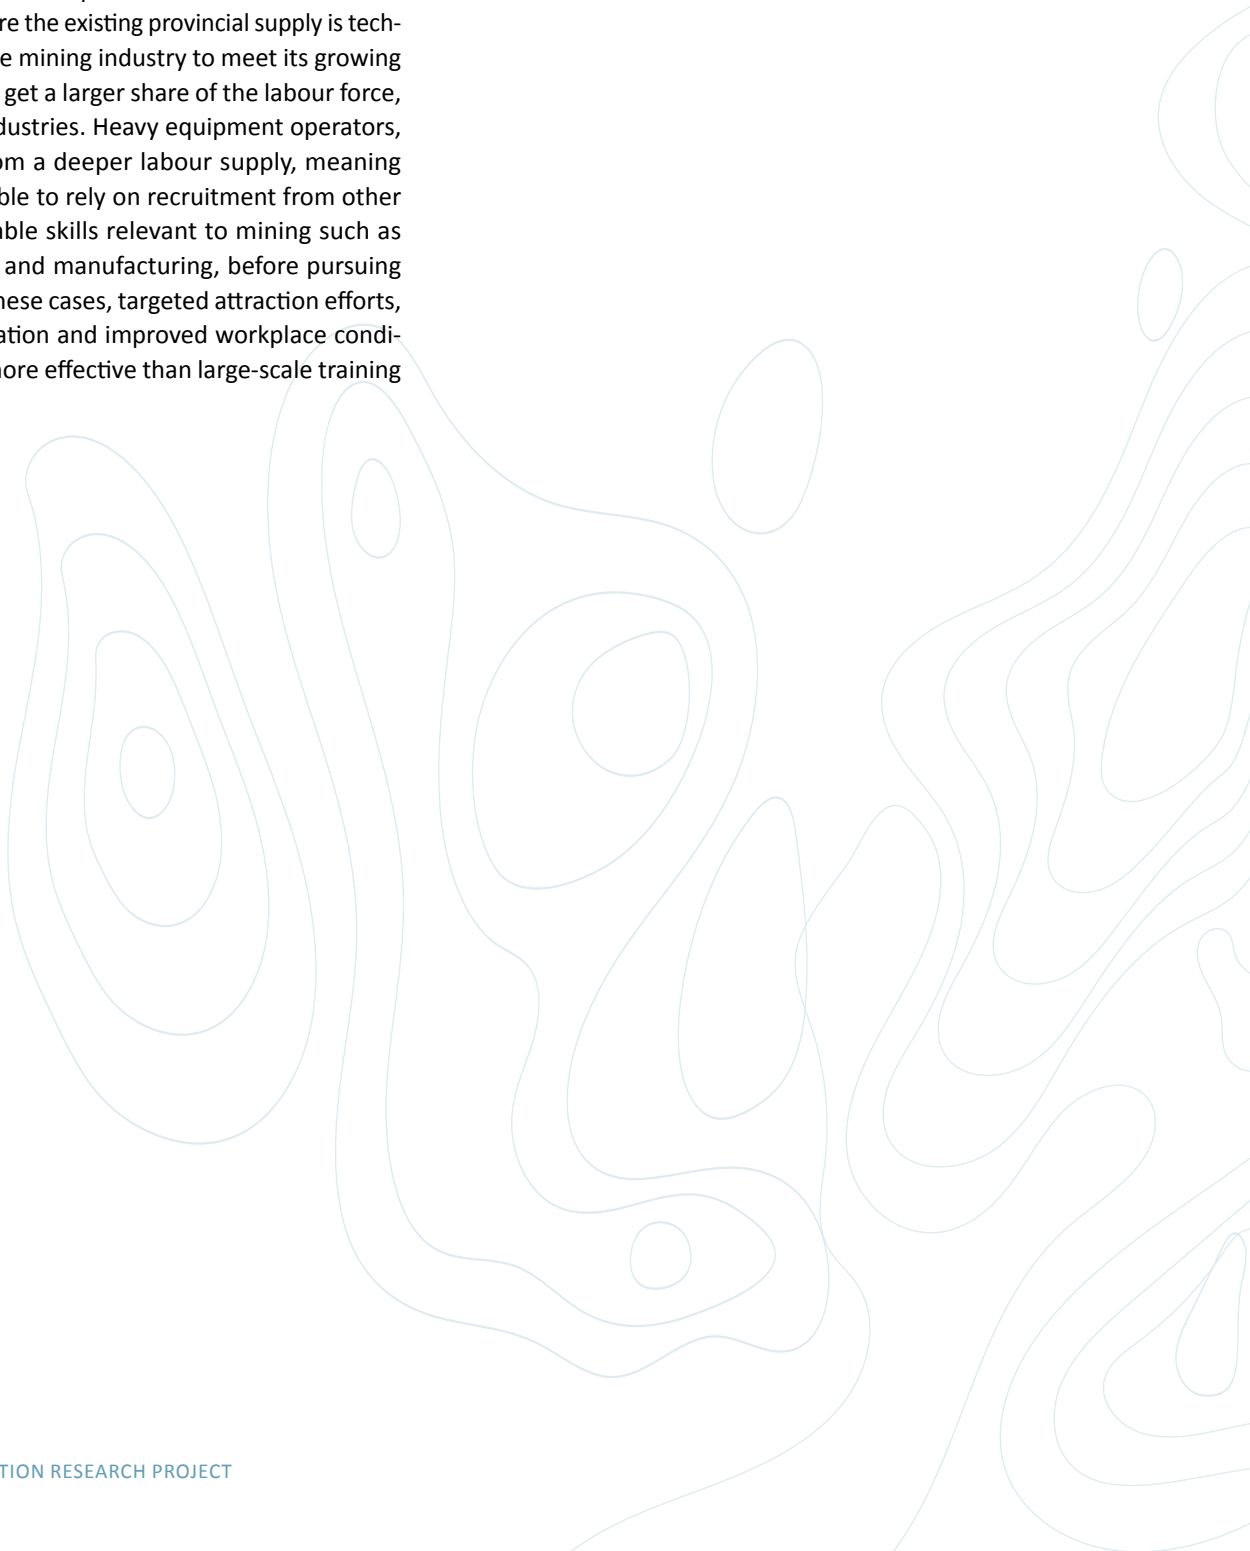 re the existing provincial supply is tech-
e mining industry to meet its growing
get a larger share of the labour force,
dustries. Heavy equipment operators,
om a deeper labour supply, meaning
ble to rely on recruitment from other
able skills relevant to mining such as
and manufacturing, before pursuing
hese cases, targeted attraction efforts,
ation and improved workplace condi-
more effective than large-scale training
TION RESEARCH PROJECT